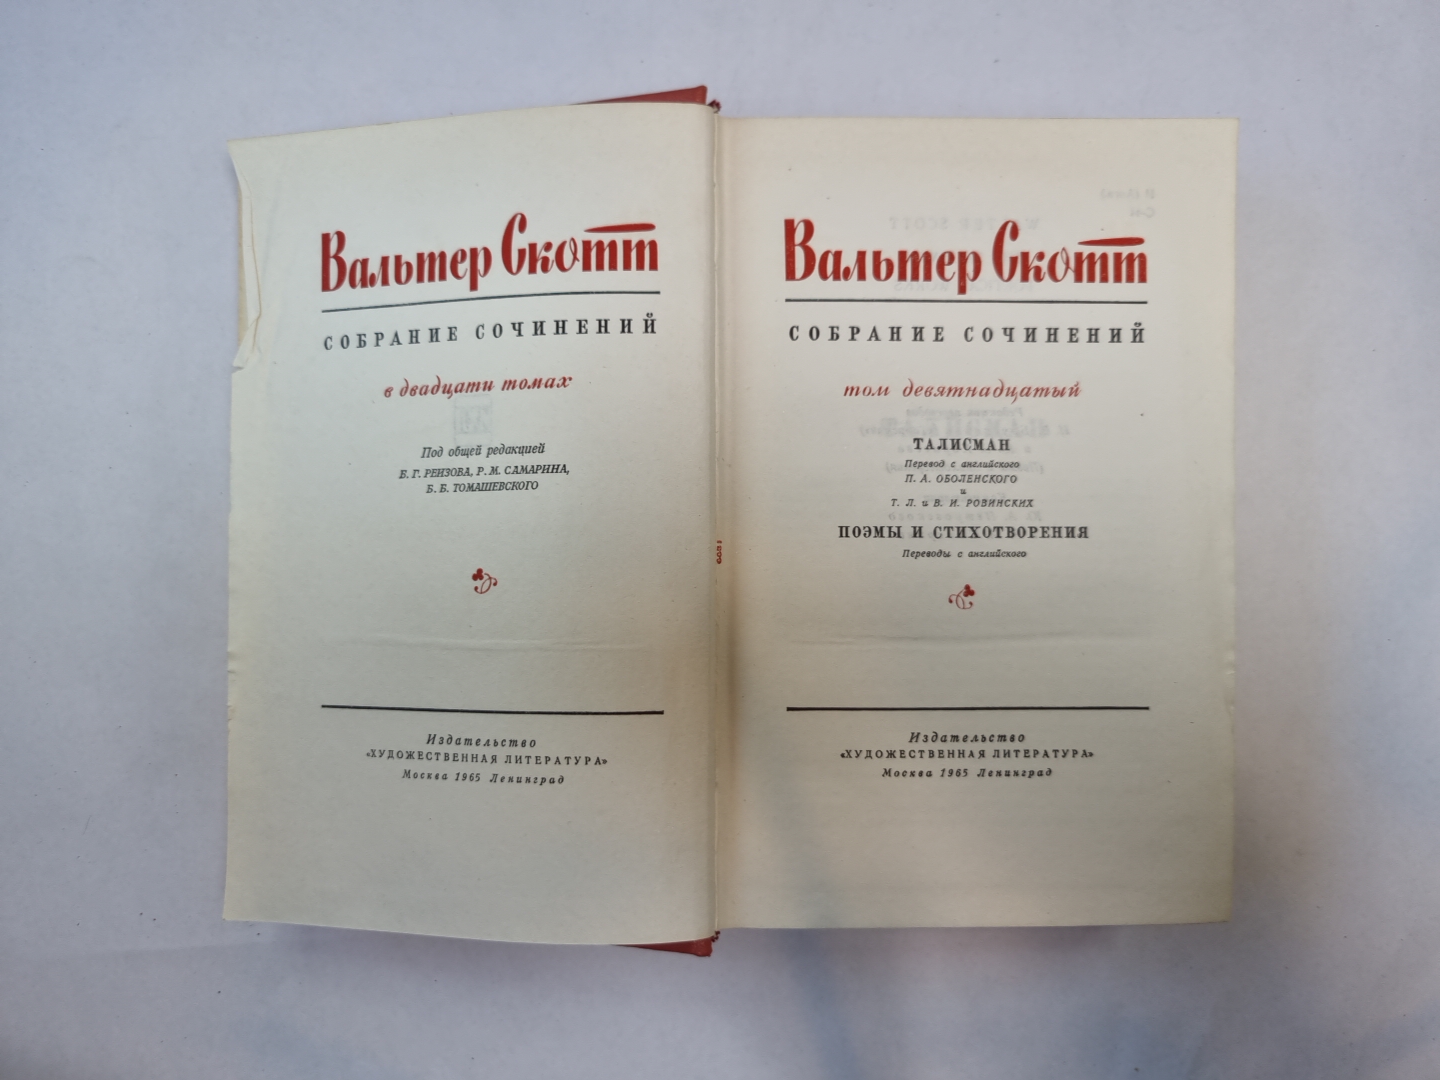 Вальтер Скотт
СОБРАНИЕ СОЧИНЕНИЙ
в двадцати томах
Под общей редакцией
Б. Г. РЕИЗОВА, Р. М. САМАРИНА,
Б. Б. ТОМАШЕВСКОГО
Издательство
«ХУДОЖЕСТВЕННАЯ ЛИТЕРАТУРА»
Москва 1965 Ленинград
Вальтер Скотт
СОБРАНИЕ СОЧИНЕНИЙ
том девятнадцатый
ТАЛИСМАН
Перевод с английского
П. А. ОБОЛЕНСКОГО
и
Т. Л. и В. И. РОВИНСКИХ
ПОЭМЫ И СТИХОТВОРЕНИЯ
Переводы с английского
Издательство
«ХУДОЖЕСТВЕННАЯ ЛИТЕРАТУРА»
Москва 1965 Ленинград